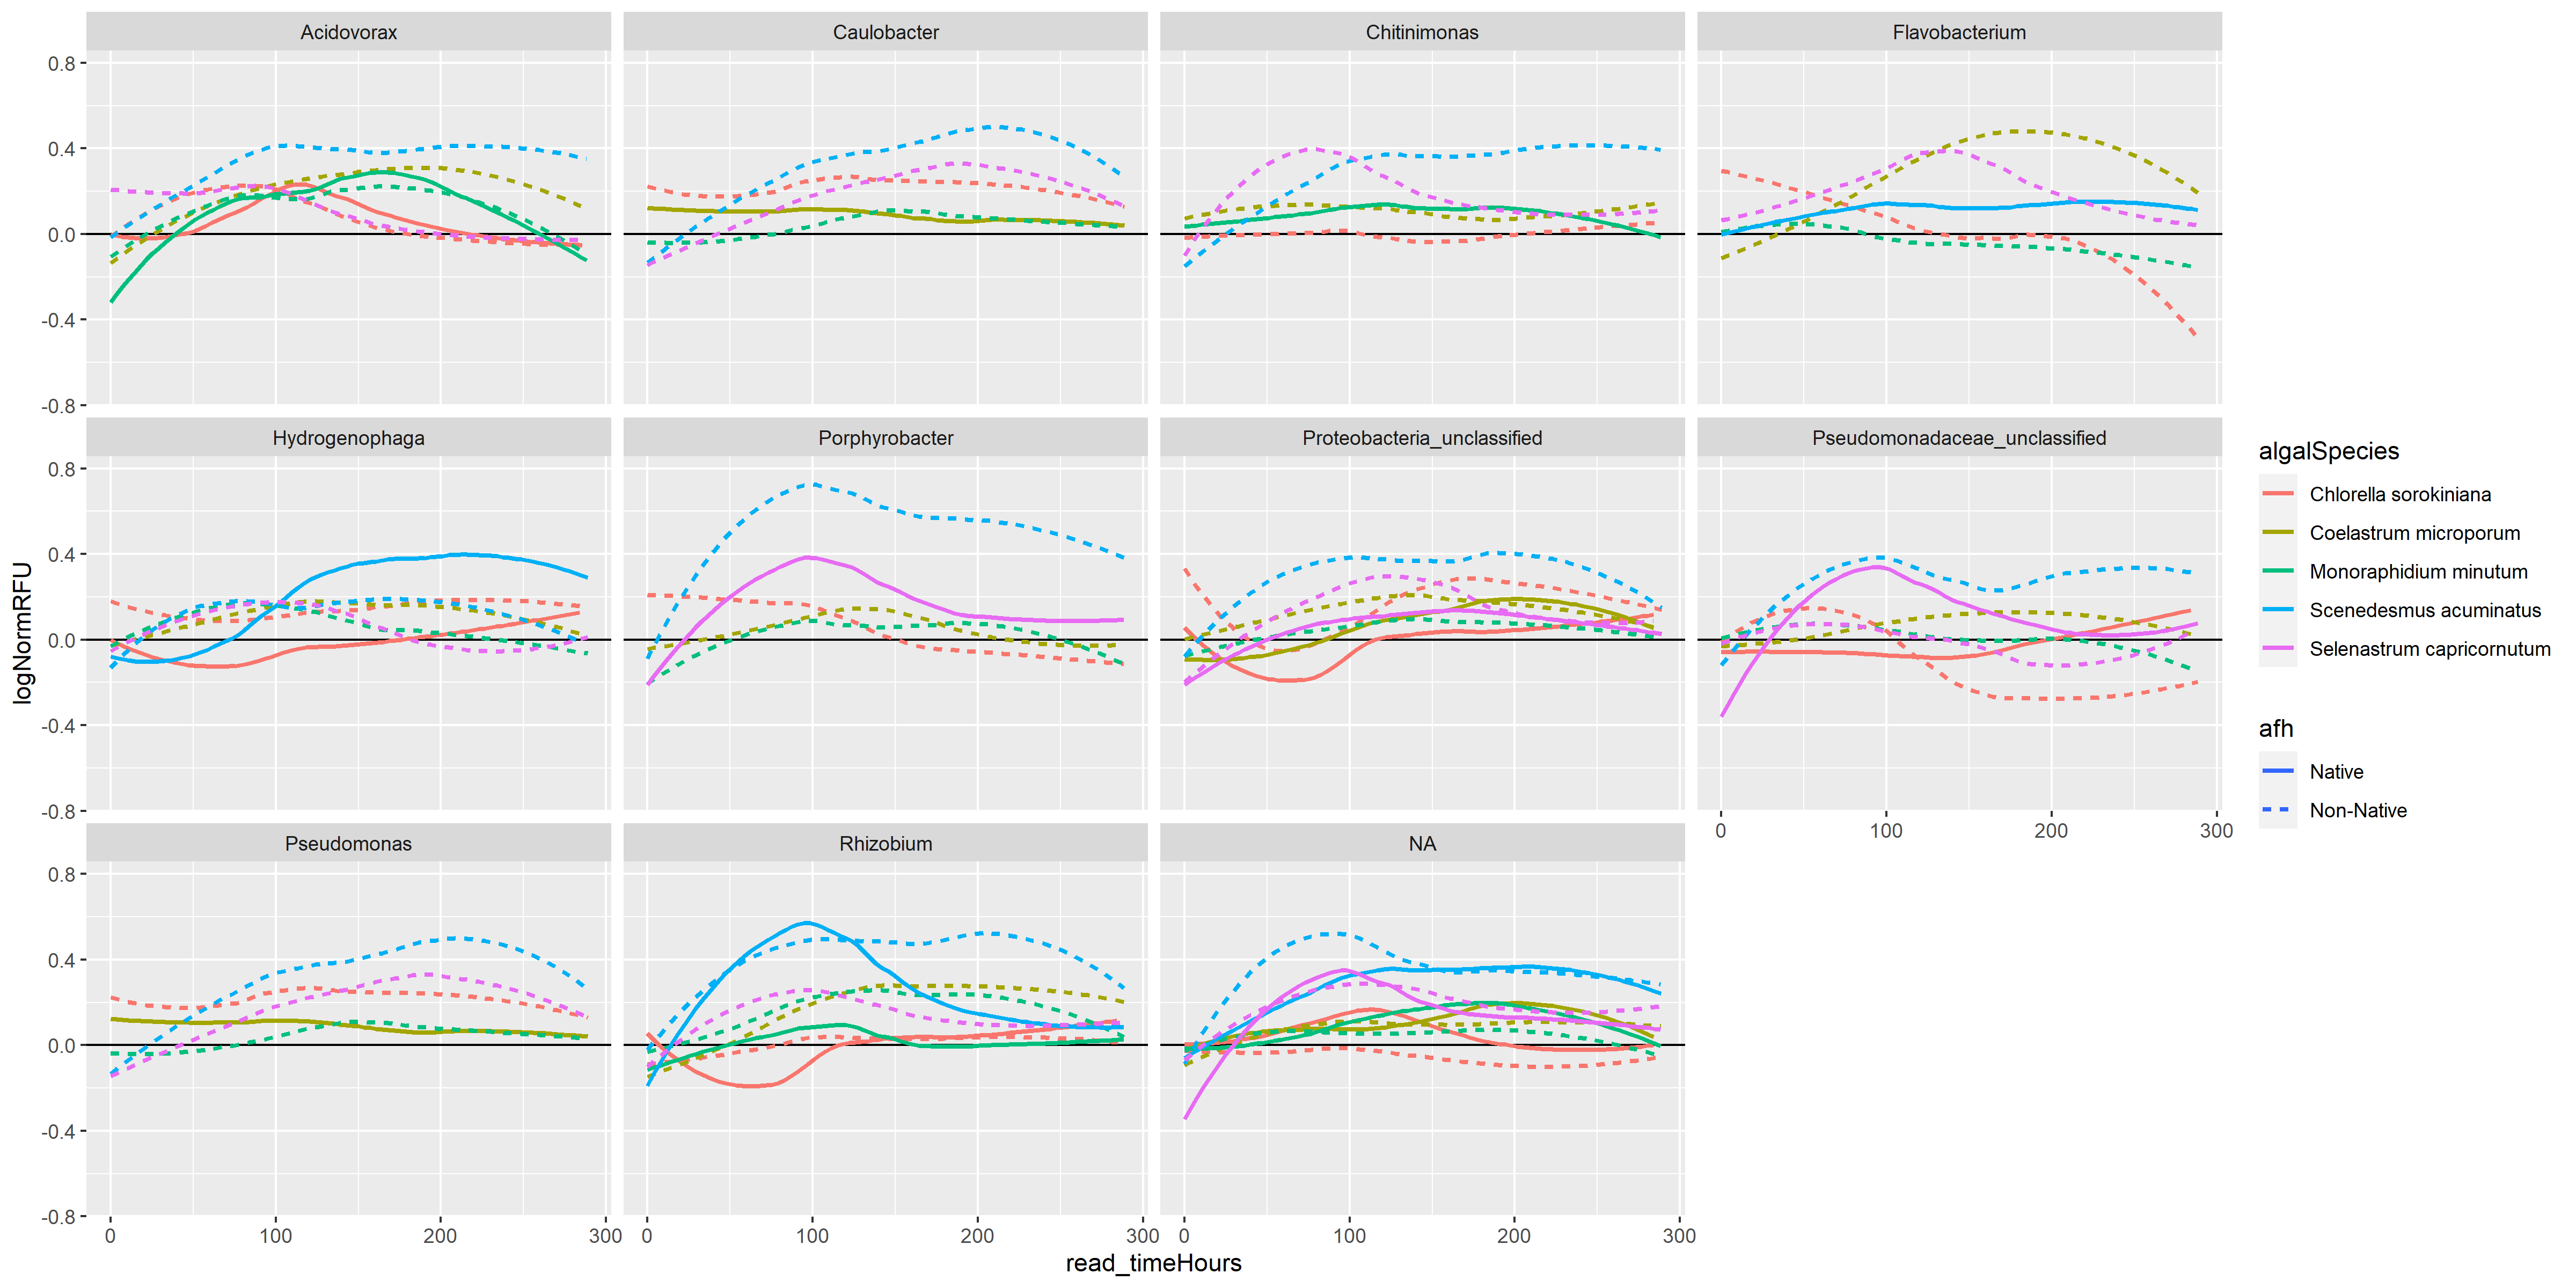 Acidovorax Caulobacter Chitinimonas Flavobacterium
0.8
0.4
0.0
-0.4
-0.8
Hydrogenophaga Porphyrobacter Proteobacteria_unclassified Pseudomonadaceae_unclassified
0.8
0.4
0.0
-0.4
-0.8
0 100 200 300
Pseudomonas Rhizobium NA
0.8
0.4
0.0
-0.4
-0.8
0 100 200 300 0 100 200 300 0 100 200 300
read_timeHours
logNormRFU
algalSpecies
Chlorella sorokiniana
Coelastrum microporum
Monoraphidium minutum
Scenedesmus acuminatus
Selenastrum capricornutum
afh
Native
Non-Native